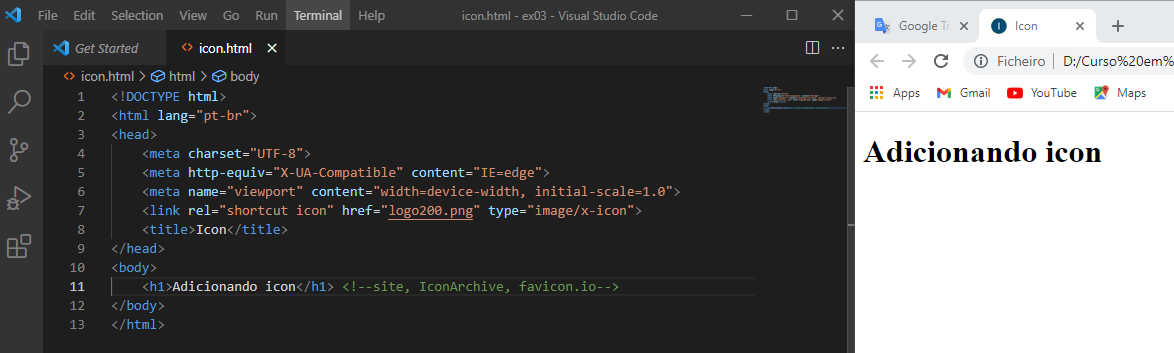 File Edit Selection View Go Run Terminal Help icon.html - ex03 - Visual Studio Code
Get Started icon.html
icon.html > html > body
1 <!DOCTYPE html>
2 <html lang="pt-br">
3 <head>
4 <meta charset="UTF-8">
5 <meta http-equiv="X-UA-Compatible" content="IE=edge">
6 <meta name="viewport" content="width=device-width, initial-scale=1.0">
7 <link rel="shortcut icon" href="logo200.png" type="image/x-icon">
8 <title>Icon</title>
9 </head>
10 <body>
11 <h1>Adicionando icon</h1> <!--site, IconArchive, favicon.io-->
12 </body>
13 </html>
Google Tr
I Icon
Ficheiro | D:/Curso%20em%
Apps Gmail YouTube Maps
Adicionando icon